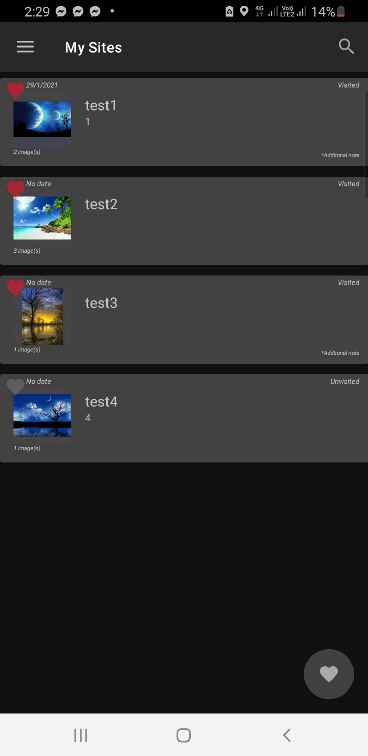 2:29 4G Vo)) LTE2 14%
My Sites
29/1/2021 Visited
test1
1
2 image(s) *Additional note
No date Visited
test2
3 image(s)
No date Visited
test3
1 image(s) *Additional note
No date Unvisited
test4
4
1 image(s)